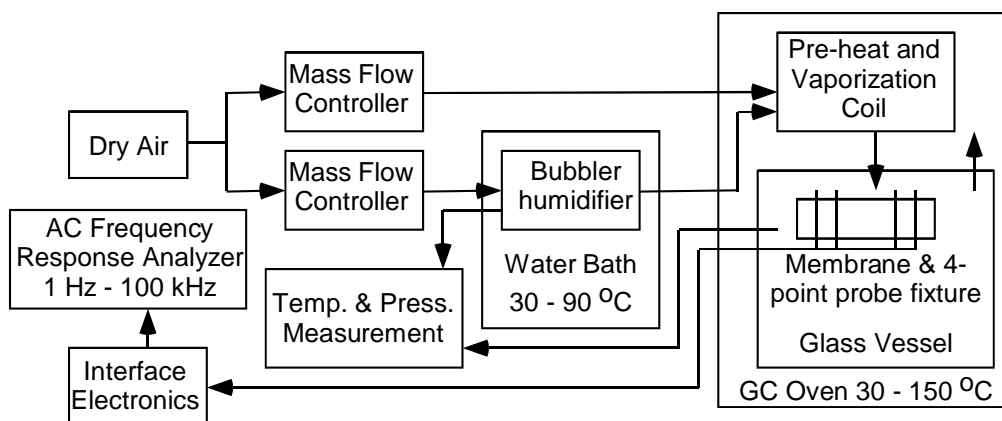 Dry Air
Mass Flow
Controller
Mass Flow
Controller
Bubbler
humidifier
Water Bath
30 - 90 ºC
Pre-heat and
Vaporization
Coil
Membrane & 4-
point probe fixture
Glass Vessel
GC Oven 30 - 150 ºC
Temp. & Press.
Measurement
AC Frequency
Response Analyzer
1 Hz - 100 kHz
Interface
Electronics